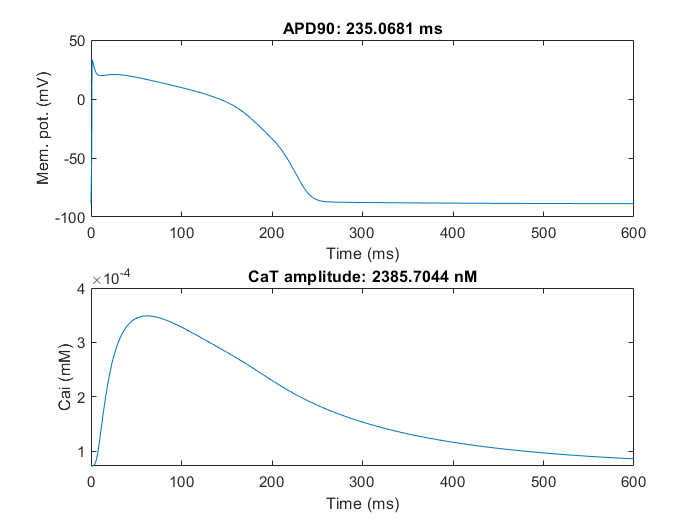 APD90: 235.0681 ms
50
0
-50
-100
Mem. pot. (mV)
0 100 200 300 400 500 600
Time (ms)
×10-4
CaT amplitude: 2385.7044 nM
4
3
2
1
Cai (mM)
0 100 200 300 400 500 600
Time (ms)